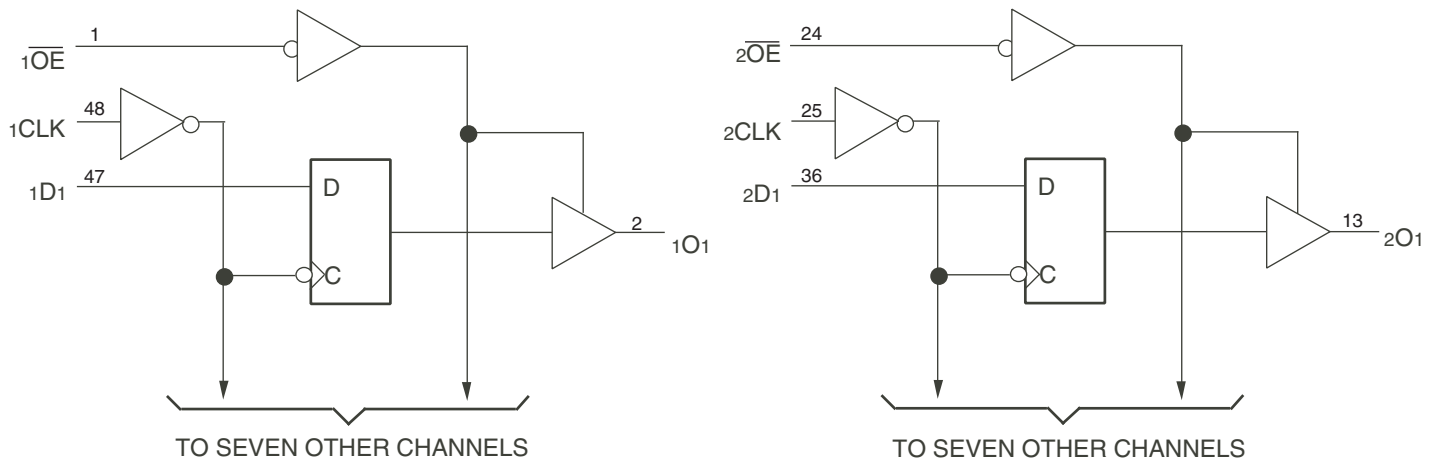 1OE
1
1CLK
48
1D1
47
D
C
2
1O1
TO SEVEN OTHER CHANNELS
2OE
24
2CLK
25
2D1
36
D
C
13
2O1
TO SEVEN OTHER CHANNELS